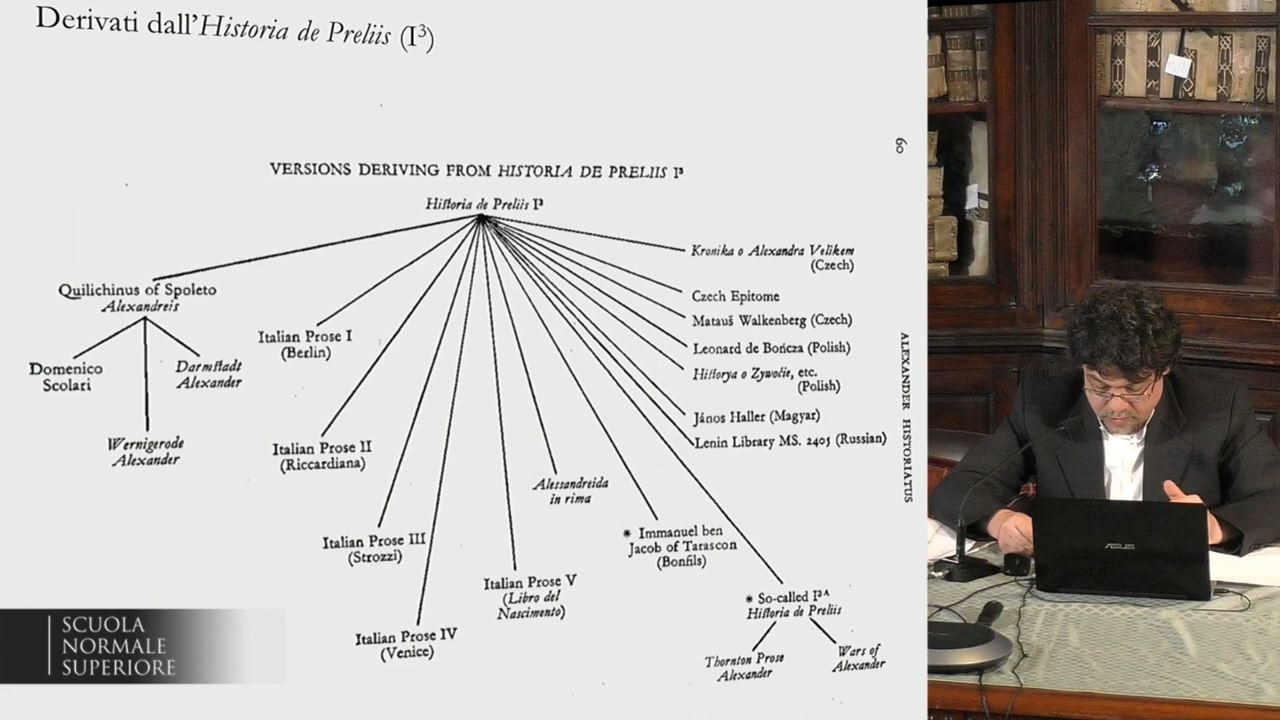 Derivati dall'Historia de Preliis (I³)
60
VERSIONS DERIVING FROM HISTORIA DE PRELIIS I³
Historia de Preliis I³
Kronika o Alexandra Velikem
(Czech)
Quilichinus of Spoleto
Alexandreis
Czech Epitome
Matauš Walkenberg (Czech)
Italian Prose I
(Berlin)
Leonard de Bończa (Polish)
Domenico
Scolari
Darmstadt
Alexander
Historya o Zywocie, etc.
(Polish)
János Haller (Magyar)
Lenin Library MS. 2405 (Russian)
ALEXANDER HISTORIATUS
Wernigerode
Alexander
Italian Prose II
(Riccardiana)
Alessandreida
in rima
Italian Prose III
(Strozzi)
* Immanuel ben
Jacob of Tarascon
(Bonfils)
Italian Prose V
(Libro del
Nascimento)
* So-called I³ᴬ
Historia de Preliis
Italian Prose IV
(Venice)
Thornton Prose
Alexander
Wars of
Alexander
SCUOLA
NORMALE
SUPERIORE
ASUS